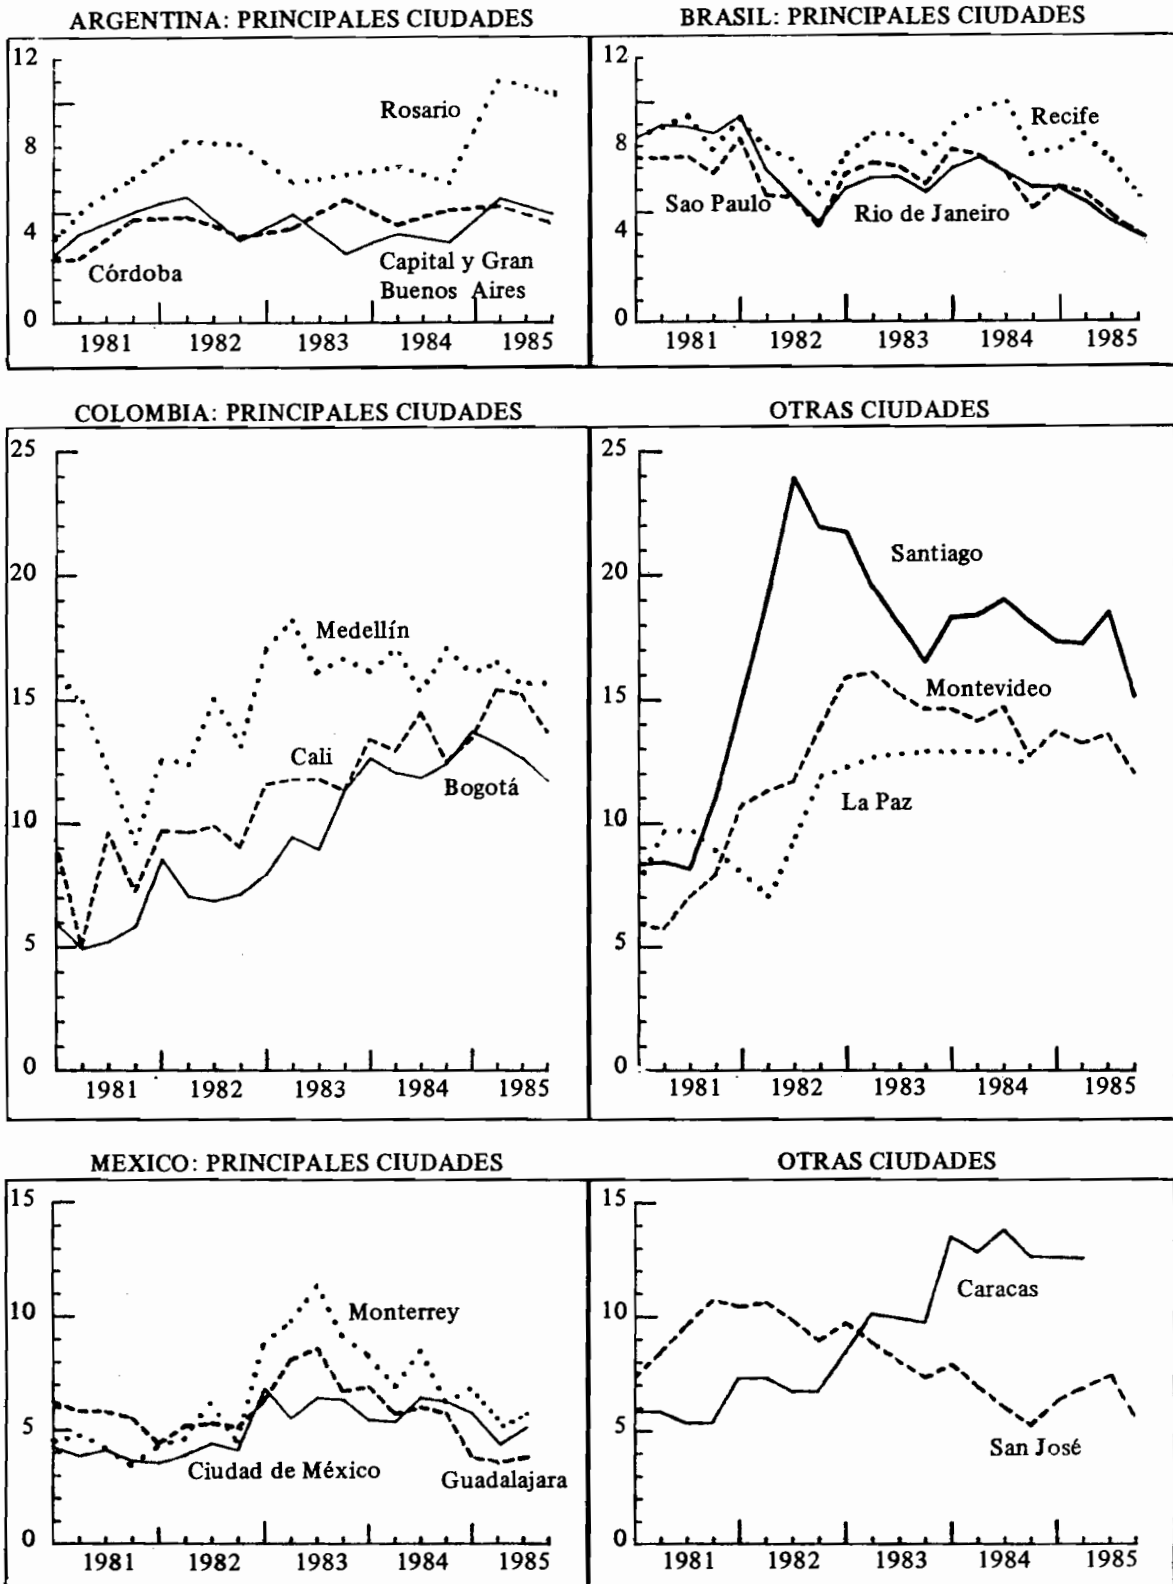 ARGENTINA: PRINCIPALES CIUDADES
12
8
4
0
Rosario
Córdoba
Capital y Gran
Buenos Aires
1981 1982 1983 1984 1985
BRASIL: PRINCIPALES CIUDADES
12
8
4
0
Recife
Sao Paulo
Rio de Janeiro
1981 1982 1983 1984 1985
COLOMBIA: PRINCIPALES CIUDADES
25
20
15
10
5
0
Medellín
Cali
Bogotá
1981 1982 1983 1984 1985
OTRAS CIUDADES
25
20
15
10
5
0
Santiago
Montevideo
La Paz
1981 1982 1983 1984 1985
MEXICO: PRINCIPALES CIUDADES
15
10
5
0
Monterrey
Ciudad de México
Guadalajara
1981 1982 1983 1984 1985
OTRAS CIUDADES
15
10
5
0
Caracas
San José
1981 1982 1983 1984 1985